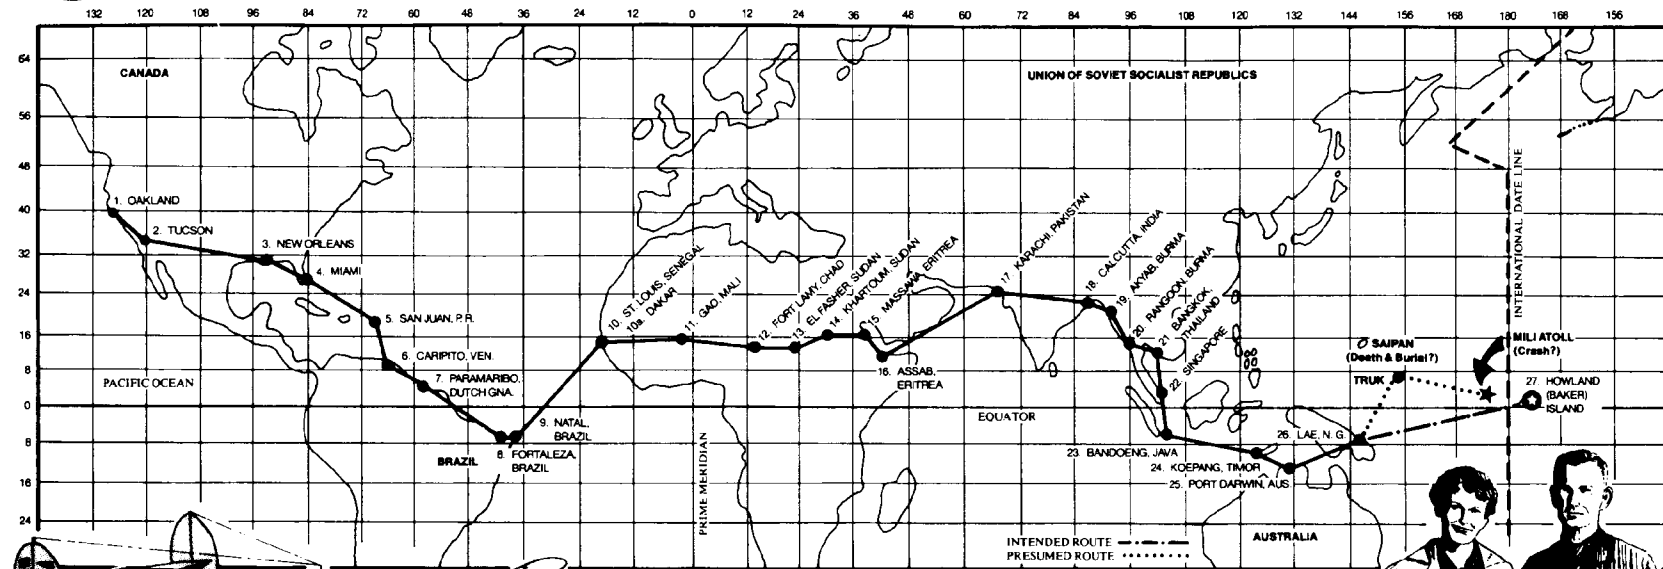 132 120 108 96 84 72 60 48 36 24 12 0 12 24 36 48 60 72 84 96 108 120 132 144 156 168 180 168 156
64
56
48
40
32
24
16
8
0
8
16
24
CANADA
UNION OF SOVIET SOCIALIST REPUBLICS
1. OAKLAND
2. TUCSON
3. NEW ORLEANS
4. MIAMI
5. SAN JUAN, P.R.
6. CARIPITO, VEN.
7. PARAMARIBO,
DUTCH GNA.
PACIFIC OCEAN
BRAZIL
8. FORTALEZA,
BRAZIL
9. NATAL,
BRAZIL
10. ST. LOUIS, SENEGAL
10a. DAKAR
11. GAO, MALI
12. FORT LAMY, CHAD
13. EL FASHER, SUDAN
14. KHARTOUM, SUDAN
15. MASSAWA, ERITREA
16. ASSAB,
ERITREA
17. KARACHI, PAKISTAN
18. CALCUTTA, INDIA
19. AKYAB, BURMA
20. RANGOON, BURMA
21. BANGKOK,
THAILAND
22. SINGAPORE
23. BANDOENG, JAVA
24. KOEPANG, TIMOR
25. PORT DARWIN, AUS.
26. LAE, N. G.
27. HOWLAND
(BAKER)
ISLAND
SAIPAN
(Death & Burial?)
TRUK
MILI ATOLL
(Crash?)
EQUATOR
PRIME MERIDIAN
INTERNATIONAL DATE LINE
AUSTRALIA
INTENDED ROUTE
PRESUMED ROUTE